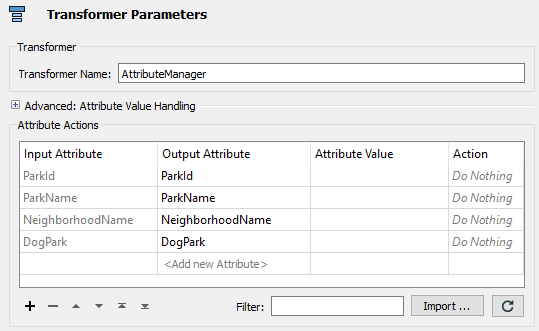 Transformer Parameters
Transformer
Transformer Name: AttributeManager
Advanced: Attribute Value Handling
Attribute Actions
Input Attribute Output Attribute Attribute Value Action
ParkId ParkId Do Nothing
ParkName ParkName Do Nothing
NeighborhoodName NeighborhoodName Do Nothing
DogPark DogPark Do Nothing
<Add new Attribute>
Filter: Import ...